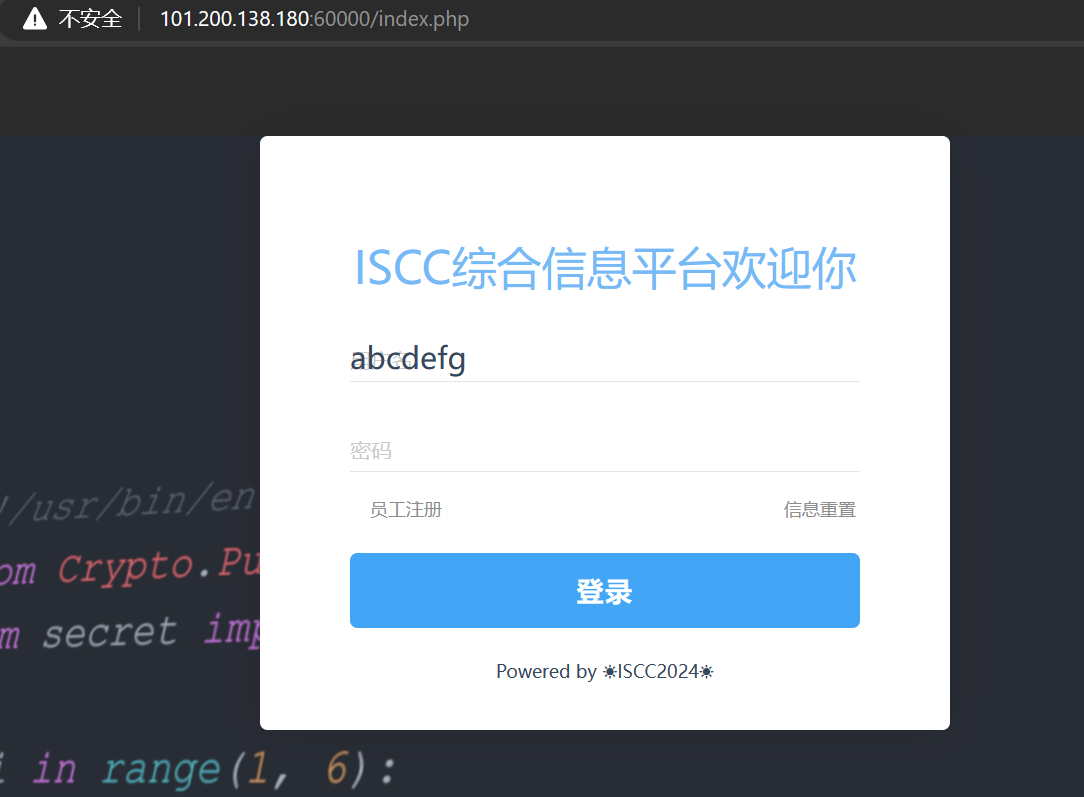 不安全 101.200.138.180:60000/index.php
ISCC综合信息平台欢迎你
abcdefg
密码
员工注册 信息重置
登录
Powered by ☀ISCC2024☀
!/usr/bin/en
om Crypto.Pu
m secret imp
i in range(1, 6):